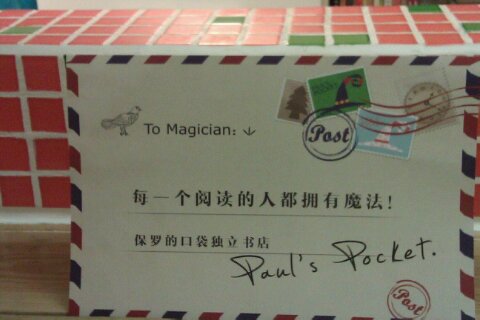 To Magician: ↓
Post
每一个阅读的人都拥有魔法!
保罗的口袋独立书店
Paul's Pocket.
Post